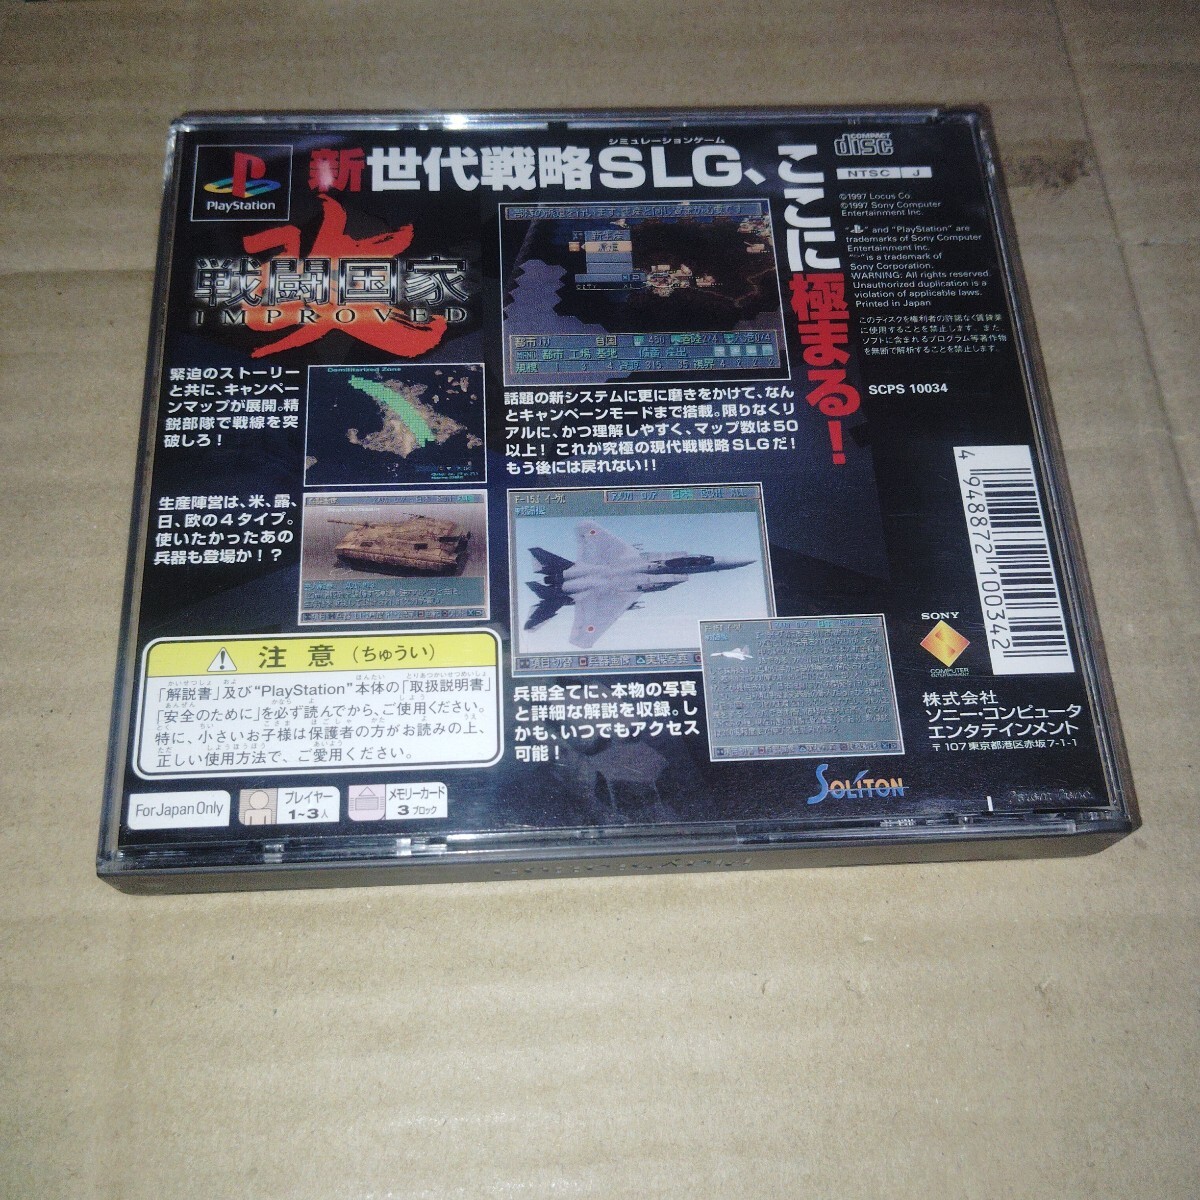 PlayStation
シミュレーションゲーム
新世代戦略SLG、
ここに極まる!
COMPACT
disc
NTSC J
©1997 Locus Co.
©1997 Sony Computer
Entertainment Inc.
"PS" and "PlayStation" are
trademarks of Sony Computer
Entertainment Inc.
" " is a trademark of
Sony Corporation.
WARNING: All rights reserved.
Unauthorized duplication is a
violation of applicable laws.
Printed in Japan
このディスクを権利者の許諾なく賃貸業
に使用することを禁止します。また、
ソフトに含まれるプログラム等著作物
を無断で解析することを禁止します。
SCPS 10034
改
戦闘国家
IMPROVED
緊迫のストーリー
と共に、キャンペー
ンマップが展開。精
鋭部隊で戦線を突
破しろ!
Demilitarized Zone
話題の新システムに更に磨きをかけて、なん
とキャンペーンモードまで搭載。限りなくリ
アルに、かつ理解しやすく、マップ数は50
以上! これが究極の現代戦戦略SLGだ!
もう後には戻れない!!
生産陣営は、米、露、
日、欧の4タイプ。
使いたかったあの
兵器も登場か!?
F-15J イーグル
兵器全てに、本物の写真
と詳細な解説を収録。し
かも、いつでもアクセス
可能!
注意(ちゅうい)
「解説書」及び"PlayStation"本体の「取扱説明書」
「安全のために」を必ず読んでから、ご使用ください。
特に、小さいお子様は保護者の方がお読みの上、
正しい使用方法で、ご愛用ください。
For Japan Only
プレイヤー
1~3人
メモリーカード
3ブロック
SOLITON
4 948872 100342
SONY
COMPUTER
ENTERTAINMENT
株式会社
ソニー・コンピュータ
エンタテインメント
〒107 東京都港区赤坂7-1-1